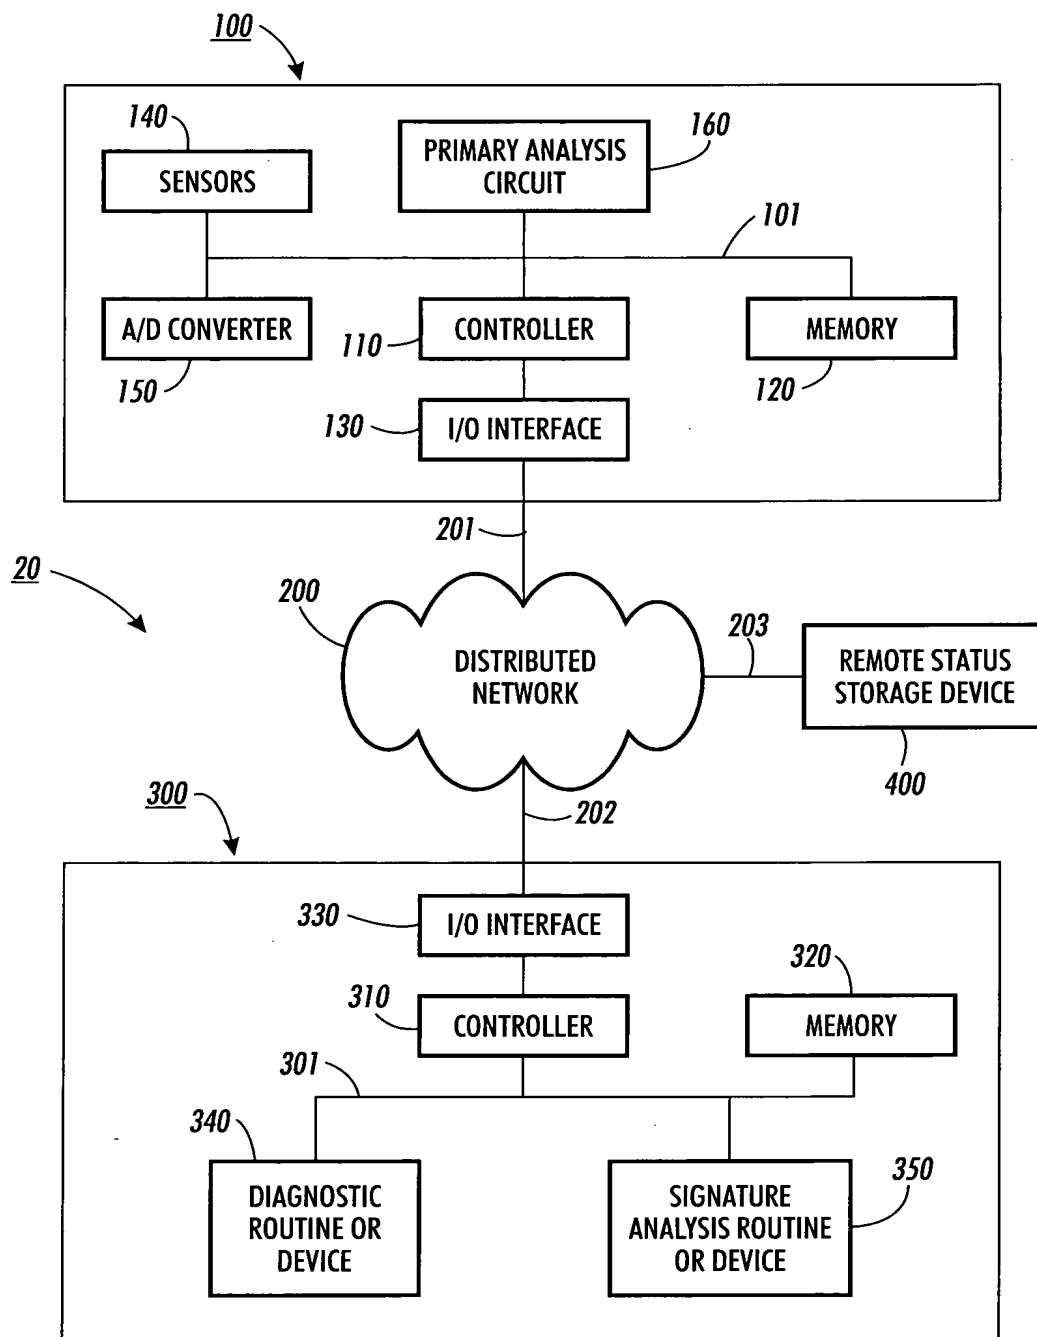 100
140
SENSORS
PRIMARY ANALYSIS
CIRCUIT
160
101
A/D CONVERTER
150
110
CONTROLLER
MEMORY
120
130
I/O INTERFACE
201
20
200
DISTRIBUTED
NETWORK
203
REMOTE STATUS
STORAGE DEVICE
400
300
202
330
I/O INTERFACE
320
310
CONTROLLER
MEMORY
301
340
DIAGNOSTIC
ROUTINE OR
DEVICE
SIGNATURE
ANALYSIS ROUTINE
OR DEVICE
350